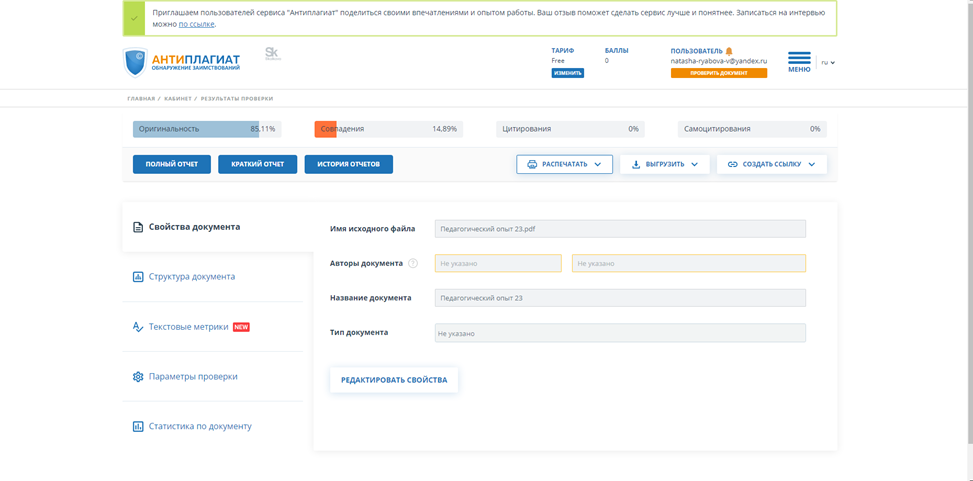 Приглашаем пользователей сервиса "Антиплагиат" поделиться своими впечатлениями и опытом работы. Ваш отзыв поможет сделать сервис лучше и понятнее. Записаться на интервью
можно по ссылке.
АНТИПЛАГИАТ
ОБНАРУЖЕНИЕ ЗАИМСТВОВАНИЙ
Sk
ТАРИФ
Free
ИЗМЕНИТЬ
БАЛЛЫ
0
ПОЛЬЗОВАТЕЛЬ
natasha-ryabova-v@yandex.ru
ПРОВЕРИТЬ ДОКУМЕНТ
МЕНЮ
ru
ГЛАВНАЯ / КАБИНЕТ / РЕЗУЛЬТАТЫ ПРОВЕРКИ
Оригинальность 85,11%
Совпадения 14,89%
Цитирования 0%
Самоцитирования 0%
ПОЛНЫЙ ОТЧЕТ
КРАТКИЙ ОТЧЕТ
ИСТОРИЯ ОТЧЕТОВ
РАСПЕЧАТАТЬ
ВЫГРУЗИТЬ
СОЗДАТЬ ССЫЛКУ
Свойства документа
Структура документа
Текстовые метрики NEW
Параметры проверки
Статистика по документу
Имя исходного файла Педагогический опыт 23.pdf
Авторы документа ? Не указано Не указано
Название документа Педагогический опыт 23
Тип документа Не указано
РЕДАКТИРОВАТЬ СВОЙСТВА